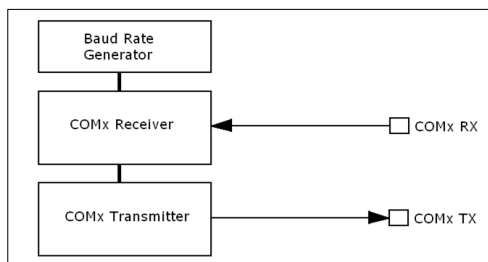 Baud Rate
Generator
COMx Receiver
COMx RX
COMx Transmitter
COMx TX